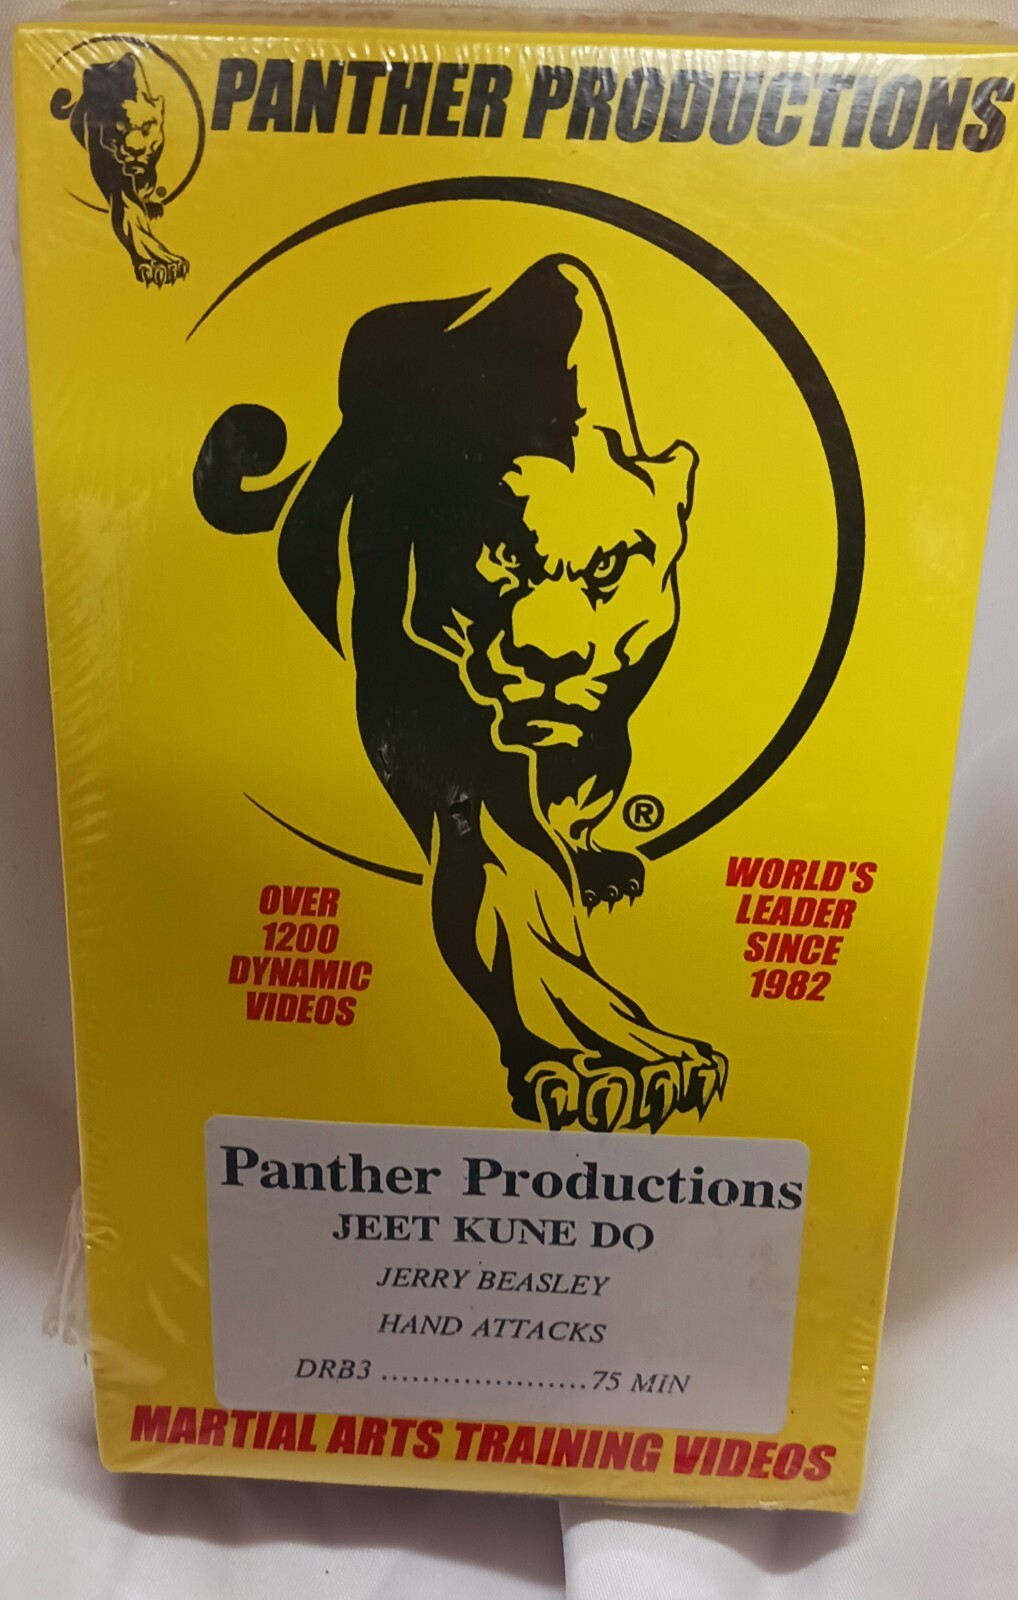 PANTHER PRODUCTIONS
®
®
OVER
1200
DYNAMIC
VIDEOS
WORLD'S
LEADER
SINCE
1982
Panther Productions
JEET KUNE DO
JERRY BEASLEY
HAND ATTACKS
DRB3 ....................75 MIN
MARTIAL ARTS TRAINING VIDEOS